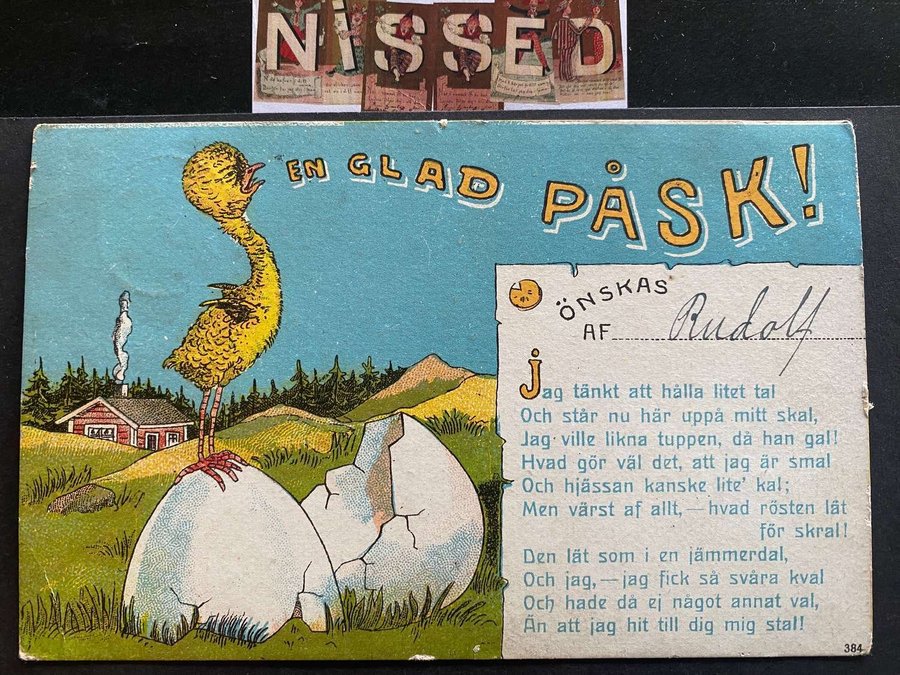 NISSED
EN GLAD PÅSK!
ÖNSKAS
AF Rudolf
Jag tänkt att hålla litet tal
Och står nu här uppå mitt skal,
Jag ville likna tuppen, då han gal!
Hvad gör väl det, att jag är smal
Och hjässan kanske lite' kal;
Men värst af allt, — hvad rösten lät
för skral!
Den lät som i en jämmerdal,
Och jag, — jag fick så svåra kval
Och hade då ej något annat val,
Än att jag hit till dig mig stal!
384